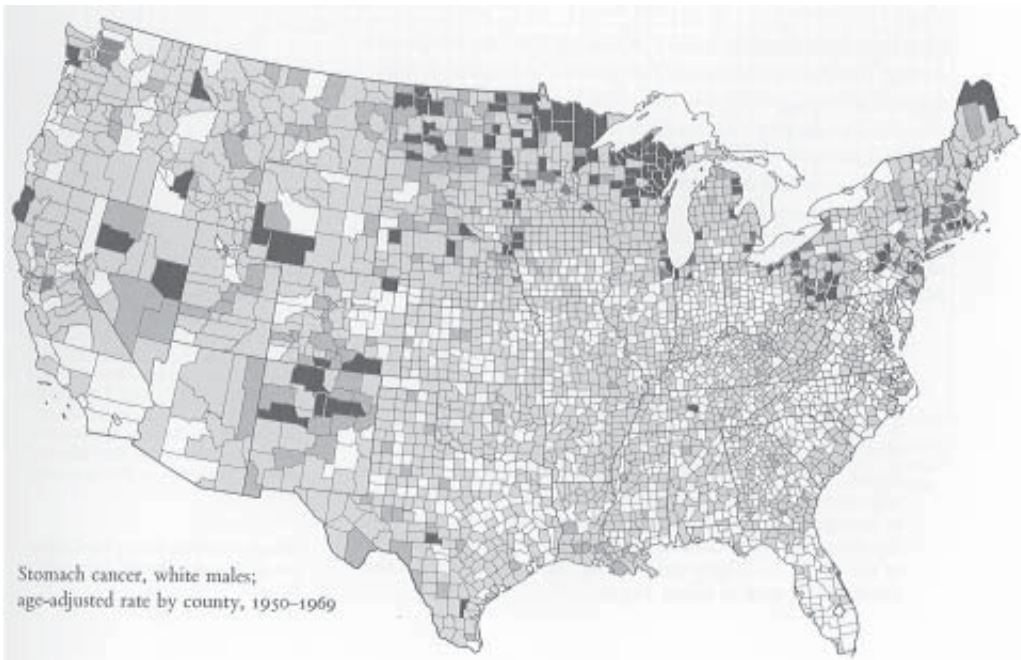 Stomach cancer, white males;
age-adjusted rate by county, 1950–1969